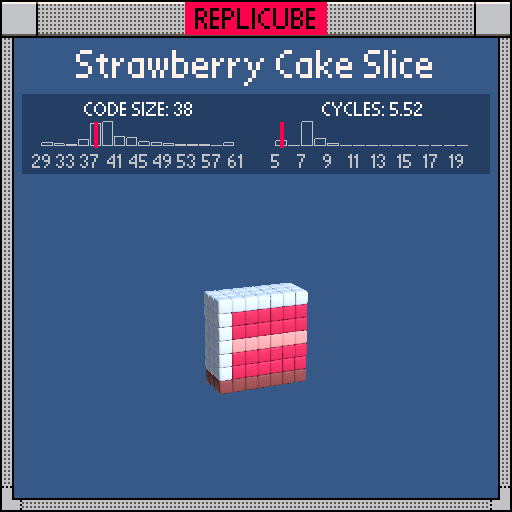 REPLICUBE
Strawberry Cake Slice
CODE SIZE: 38
CYCLES: 5.52
29 33 37 41 45 49 53 57 61
5 7 9 11 13 15 17 19